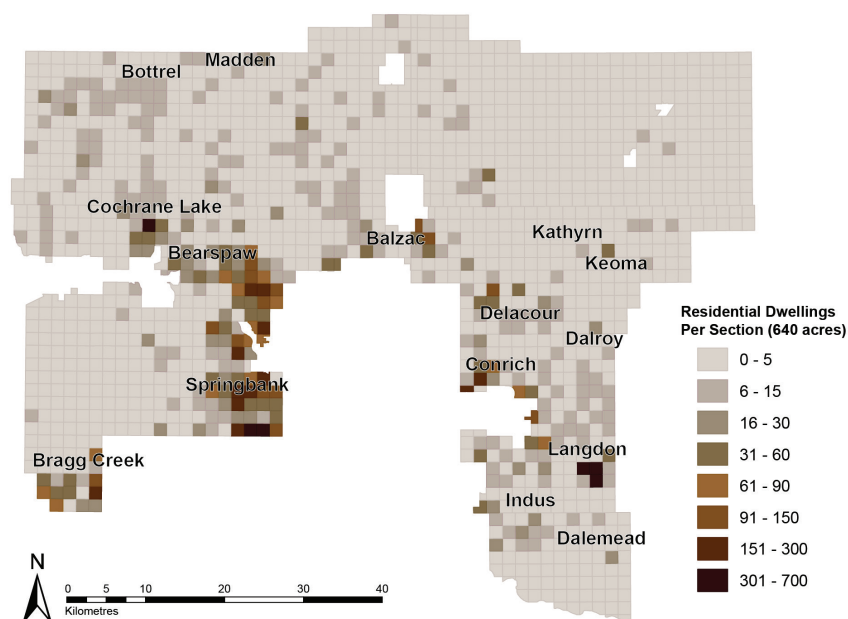 Madden
Bottrel
Cochrane Lake
Bearspaw
Balzac
Kathyrn
Keoma
Delacour
Dalroy
Conrich
Springbank
Langdon
Bragg Creek
Indus
Dalemead
Residential Dwellings
Per Section (640 acres)
0 - 5
6 - 15
16 - 30
31 - 60
61 - 90
91 - 150
151 - 300
301 - 700
N
0 5 10 20 30 40
Kilometres